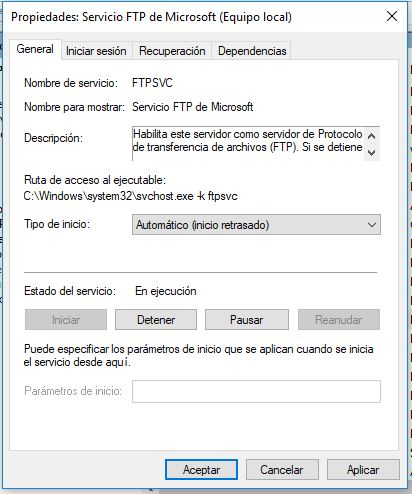 Propiedades: Servicio FTP de Microsoft (Equipo local)
General Iniciar sesión Recuperación Dependencias
Nombre de servicio: FTPSVC
Nombre para mostrar: Servicio FTP de Microsoft
Descripción: Habilita este servidor como servidor de Protocolo
de transferencia de archivos (FTP). Si se detiene
Ruta de acceso al ejecutable:
C:\Windows\system32\svchost.exe -k ftpsvc
Tipo de inicio: Automático (inicio retrasado)
Estado del servicio: En ejecución
Iniciar Detener Pausar Reanudar
Puede especificar los parámetros de inicio que se aplican cuando se inicia
el servicio desde aquí.
Parámetros de inicio:
Aceptar Cancelar Aplicar